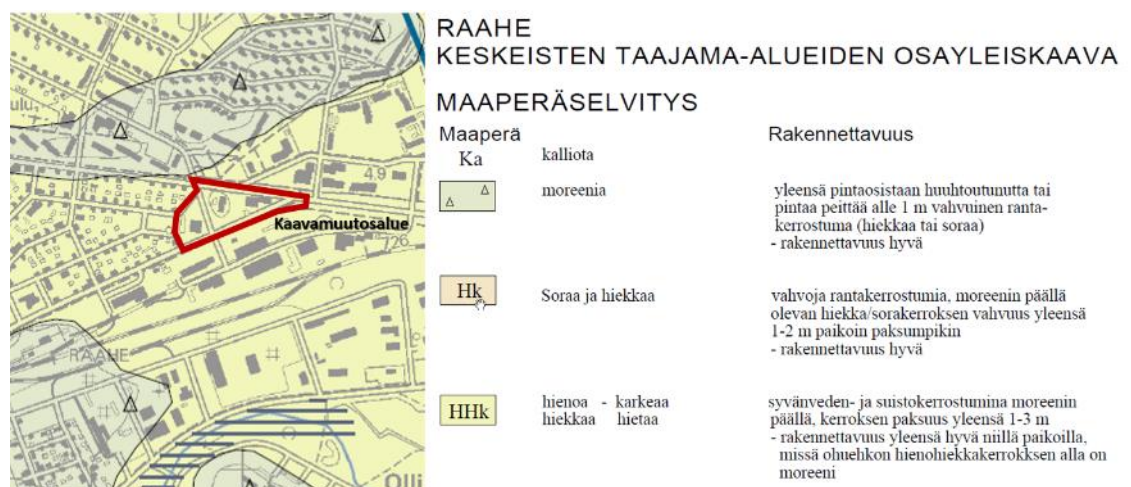 RAAHE
KESKEISTEN TAAJAMA-ALUEIDEN OSAYLEISKAAVA
MAAPERÄSELVITYS
Maaperä
Rakennettavuus
Ka
kalliota
moreenia
yleensä pintaosistaan huuhtoutunutta tai
pintaa peittää alle 1 m vahvuinen ranta-
kerrostuma (hiekkaa tai soraa)
- rakennettavuus hyvä
Hk
Soraa ja hiekkaa
vahvoja rantakerrostumia, moreenin päällä
olevan hiekka/sorakerroksen vahvuus yleensä
1-2 m paikoin paksumpikin
- rakennettavuus hyvä
HHk
hienoa - karkeaa
hiekkaa hietaa
syvänveden- ja suistokerrostumina moreenin
päällä, kerroksen paksuus yleensä 1-3 m
- rakennettavuus yleensä hyvä niillä paikoilla,
missä ohuehkon hienohiekkakerrokksen alla on
moreeni
ulu
4.9
Kaavamuutosalue
RAAHE
Olli